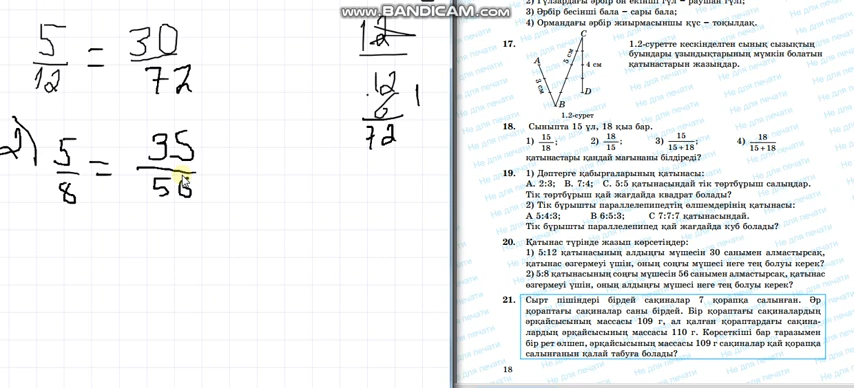 WWW.BANDICAM.COM
5/12 = 30/72
12
.12
6 1
72
2) 5/8 = 35/56
3) Әрбір бесінші бала – сары бала;
4) Ормандағы әрбір жиырмасыншы құс – тоқылдақ.
17.
1.2-суретте кескінделген сынық сызықтың
буындары ұзындықтарының мүмкін болатын
қатынастарын жазыңдар.
C
A
5 см
4 см
3 см
D
B
1.2-сурет
18. Сыныпта 15 ұл, 18 қыз бар.
1) 15/18; 2) 18/15; 3) 15/15+18; 4) 18/15+18
қатынастары қандай мағынаны білдіреді?
19. 1) Дәптерге қабырғаларының қатынасы:
A. 2:3; B. 7:4; C. 5:5 қатынасындай тік төртбұрыш салыңдар.
Тік төртбұрыш қай жағдайда квадрат болады?
2) Тік бұрышты параллелепипедтің өлшемдерінің қатынасы:
A 5:4:3; B 6:5:3; C 7:7:7 қатынасындай.
Тік бұрышты параллелепипед қай жағдайда куб болады?
20. Қатынас түрінде жазып көрсетіңдер:
1) 5:12 қатынасының алдыңғы мүшесін 30 санымен алмастырсақ,
қатынас өзгермеуі үшін, оның соңғы мүшесі неге тең болуы керек?
2) 5:8 қатынасының соңғы мүшесін 56 санымен алмастырсақ, қатынас
өзгермеуі үшін, оның алдыңғы мүшесі неге тең болуы керек?
21. Сырт пішіндері бірдей сақиналар 7 қорапқа салынған. Әр
қораптағы сақиналар саны бірдей. Бір қораптағы сақиналардың
әрқайсысының массасы 109 г, ал қалған қораптардағы сақина-
лардың әрқайсысының массасы 110 г. Көрсеткіші бар таразымен
бір рет өлшеп, әрқайсысының массасы 109 г сақиналар қай қорапқа
салынғанын қалай табуға болады?
18
Не для печати